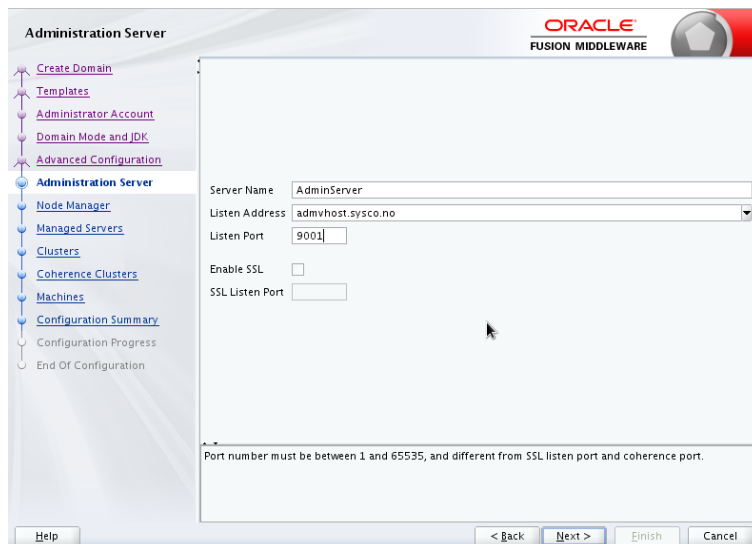 Administration Server
ORACLE
FUSION MIDDLEWARE
Create Domain
Templates
Administrator Account
Domain Mode and JDK
Advanced Configuration
Administration Server
Node Manager
Managed Servers
Clusters
Coherence Clusters
Machines
Configuration Summary
Configuration Progress
End Of Configuration
Server Name AdminServer
Listen Address admvhost.sysco.no
Listen Port 9001
Enable SSL
SSL Listen Port
Port number must be between 1 and 65535, and different from SSL listen port and coherence port.
Help < Back Next > Finish Cancel